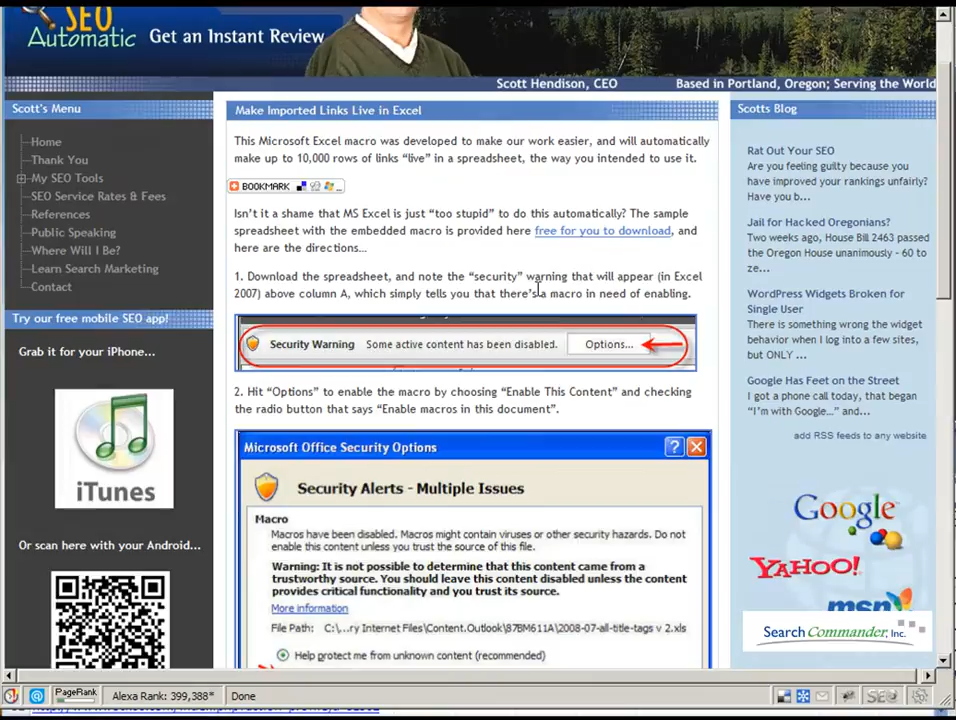 SEO
Automatic
Get an Instant Review
Scott Hendison, CEO
Based in Portland, Oregon; Serving the World
Scott's Menu
Home
Thank You
My SEO Tools
SEO Service Rates & Fees
References
Public Speaking
Where Will I Be?
Learn Search Marketing
Contact
Try our free mobile SEO app!
Grab it for your iPhone...
iTunes
Or scan here with your Android...
Make Imported Links Live in Excel
This Microsoft Excel macro was developed to make our work easier, and will automatically
make up to 10,000 rows of links “live” in a spreadsheet, the way you intended to use it.
BOOKMARK
Isn’t it a shame that MS Excel is just “too stupid” to do this automatically? The sample
spreadsheet with the embedded macro is provided here free for you to download, and
here are the directions...
1. Download the spreadsheet, and note the “security” warning that will appear (in Excel
2007) above column A, which simply tells you that there’s a macro in need of enabling.
Security Warning Some active content has been disabled. Options...
2. Hit “Options” to enable the macro by choosing “Enable This Content” and checking
the radio button that says “Enable macros in this document”.
Microsoft Office Security Options
Security Alerts - Multiple Issues
Macro
Macros have been disabled. Macros might contain viruses or other security hazards. Do not
enable this content unless you trust the source of this file.
Warning: It is not possible to determine that this content came from a
trustworthy source. You should leave this content disabled unless the content
provides critical functionality and you trust its source.
More information
File Path: C:\...ry Internet Files\Content.Outlook\87BM611A\2008-07-all-title-tags v 2.xls
Help protect me from unknown content (recommended)
Scotts Blog
Rat Out Your SEO
Are you feeling guilty because you
have improved your rankings unfairly?
Have you b...
Jail for Hacked Oregonians?
Two weeks ago, House Bill 2463 passed
the Oregon House unanimously - 60 to
ze...
WordPress Widgets Broken for
Single User
There is something wrong the widget
behavior when I log into a few sites,
but ONLY ...
Google Has Feet on the Street
I got a phone call today, that began
“I’m with Google...” and...
add RSS feeds to any website
Google
YAHOO!
msn
Search Commander, Inc.
PageRank
Alexa Rank: 399,388*
Done
SEO